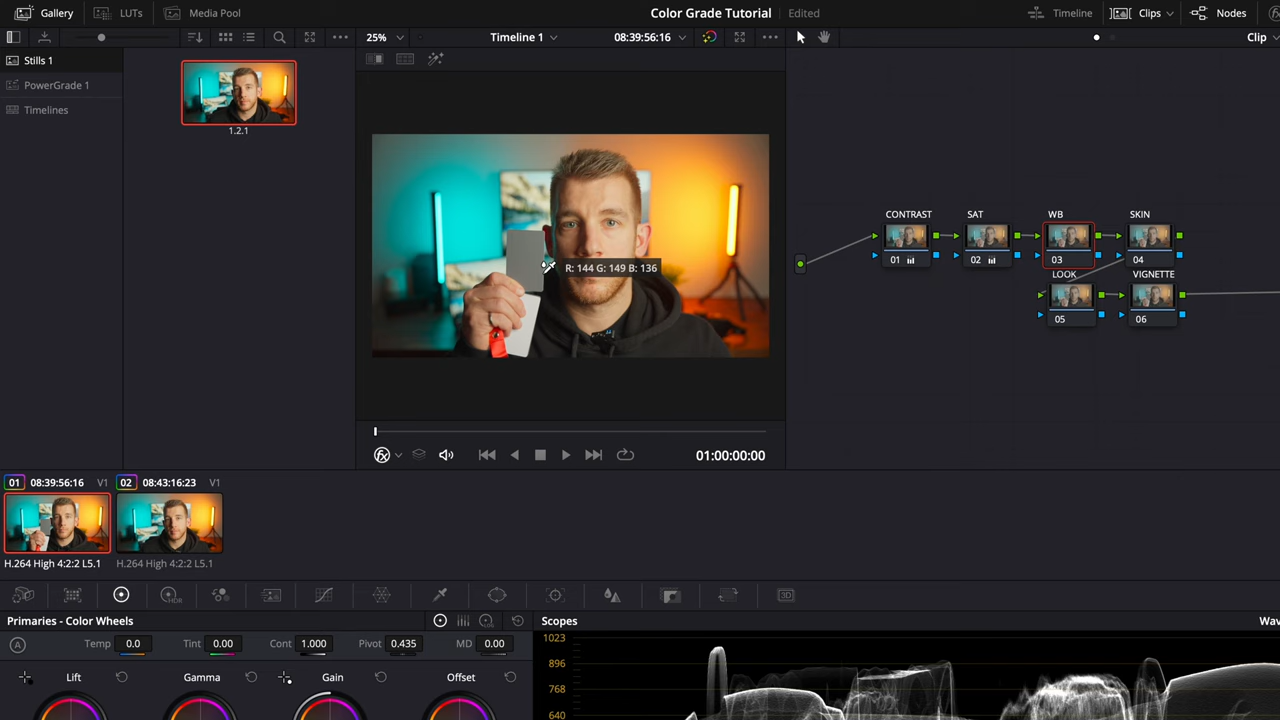 Gallery LUTs Media Pool Color Grade Tutorial Edited Timeline Clips Nodes
25% Timeline 1 08:39:56:16 Clip
Stills 1
PowerGrade 1
Timelines
1.2.1
R: 144 G: 149 B: 136
CONTRAST SAT WB SKIN
01 02 03 04
LOOK VIGNETTE
05 06
01:00:00:00
01 08:39:56:16 V1 02 08:43:16:23 V1
H.264 High 4:2:2 L5.1 H.264 High 4:2:2 L5.1
HDR 3D
Primaries - Color Wheels LOG Scopes Wav
A Temp 0.0 Tint 0.00 Cont 1.000 Pivot 0.435 MD 0.00
Lift Gamma Gain Offset
1023
896
768
640